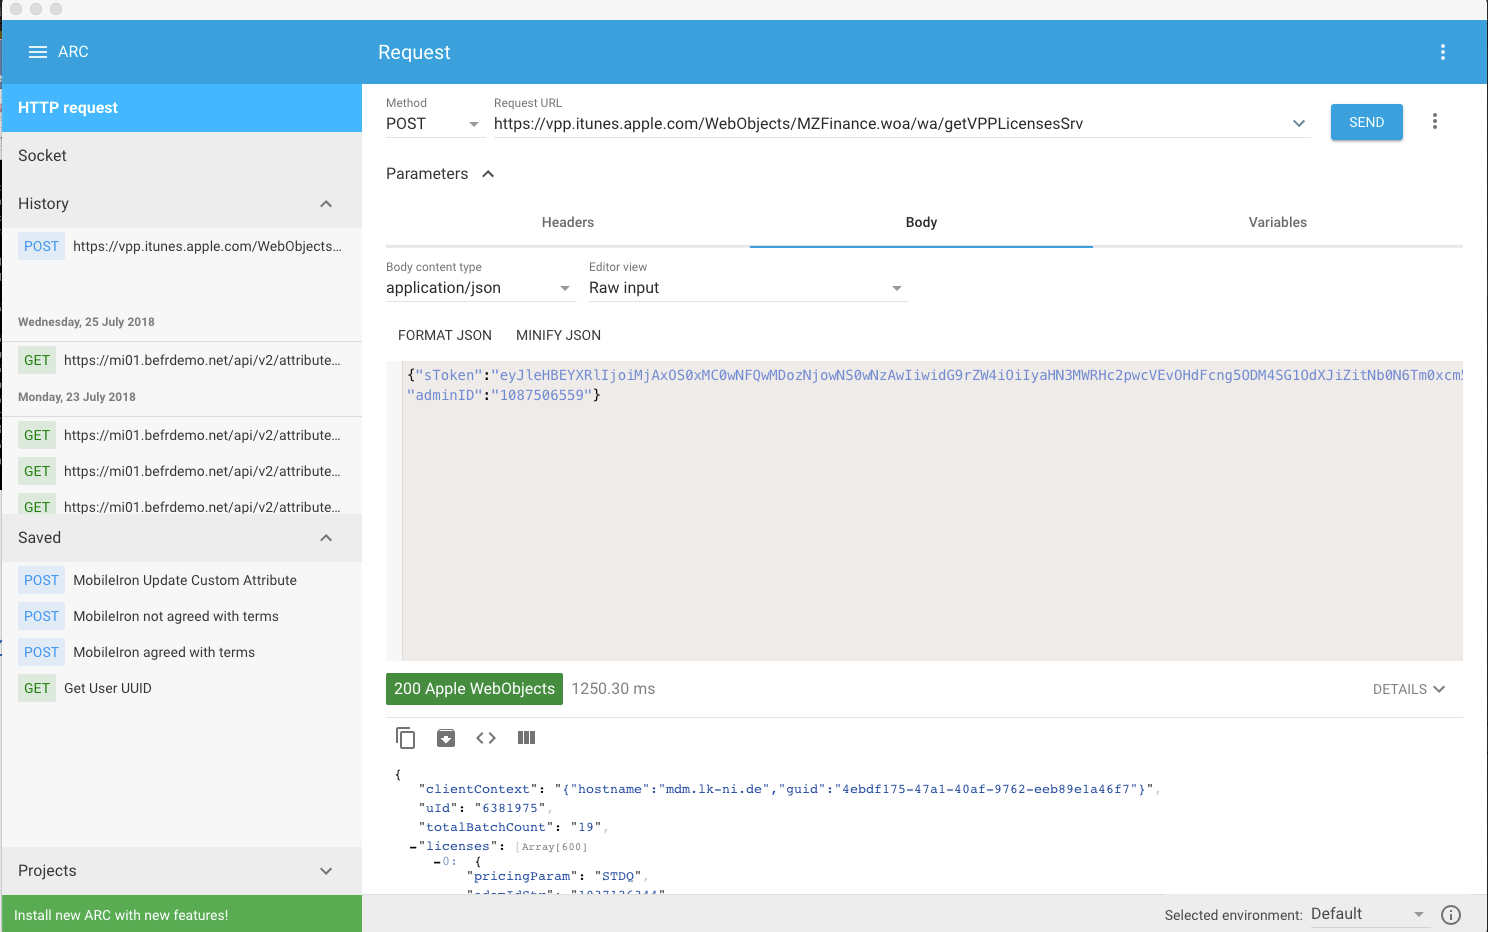 ARC
Request
HTTP request
Socket
History
POST https://vpp.itunes.apple.com/WebObjects...
Wednesday, 25 July 2018
GET https://mi01.befrdemo.net/api/v2/attribute...
Monday, 23 July 2018
GET https://mi01.befrdemo.net/api/v2/attribute...
GET https://mi01.befrdemo.net/api/v2/attribute...
GET https://mi01.befrdemo.net/api/v2/attribute...
Saved
POST MobileIron Update Custom Attribute
POST MobileIron not agreed with terms
POST MobileIron agreed with terms
GET Get User UUID
Projects
Install new ARC with new features!
Method
POST
Request URL
https://vpp.itunes.apple.com/WebObjects/MZFinance.woa/wa/getVPPLicensesSrv
SEND
Parameters
Headers Body Variables
Body content type
application/json
Editor view
Raw input
FORMAT JSON MINIFY JSON
{"sToken":"eyJleHBEYXRlIjoiMjAxOS0xMC0wNFQwMDozNjowNS0wNzAwIiwidG9rZW4iOiIyaHN3MWRHc2pwcVEvOHdFcng5ODM4SG1OdXJiZitNb0N6Tm0xcm5
"adminID":"1087506559"}
200 Apple WebObjects 1250.30 ms
DETAILS
{
"clientContext": "{"hostname":"mdm.lk-ni.de","guid":"4ebdf175-47a1-40af-9762-eeb89e1a46f7"}",
"uId": "6381975",
"totalBatchCount": "19",
"licenses": [Array[600]
0: {
"pricingParam": "STDQ",
Selected environment: Default